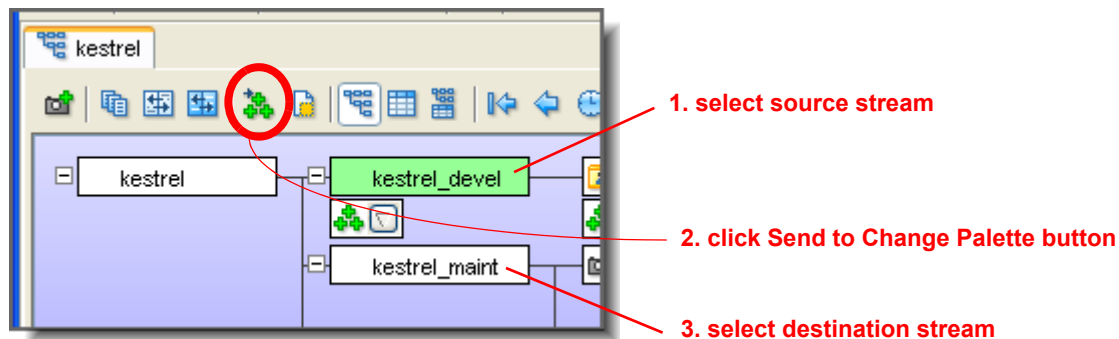 kestrel
1. select source stream
kestrel
kestrel_devel
2. click Send to Change Palette button
kestrel_maint
3. select destination stream